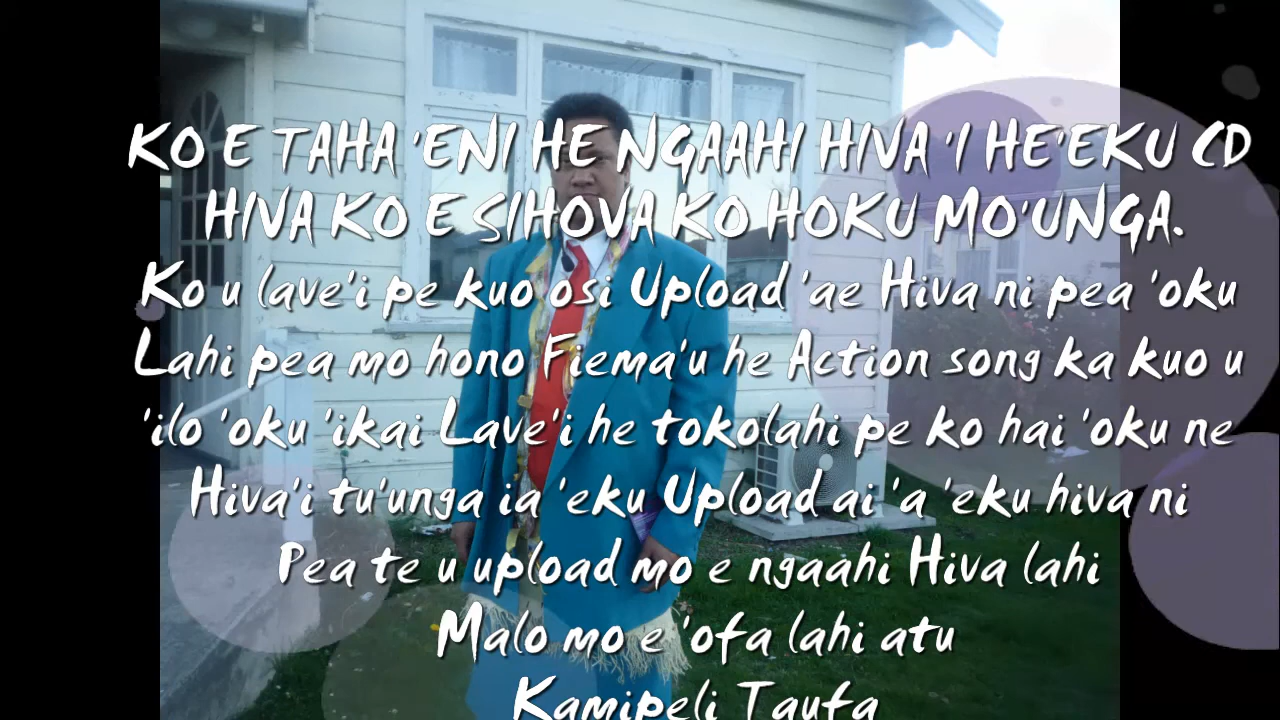 KO E TAHA 'ENI HE NGAAHI HIVA 'I HE'EKU CD
HIVA KO E SIHOVA KO HOKU MO'UNGA.
Ko u lave'i pe kuo osi Upload 'ae Hiva ni pea 'oku
Lahi pea mo hono Fiema'u he Action song ka kuo u
'ilo 'oku 'ikai Lave'i he tokolahi pe ko hai 'oku ne
Hiva'i tu'unga ia 'eku Upload ai 'a 'eku hiva ni
Pea te u upload mo e ngaahi Hiva lahi
Malo mo e 'ofa lahi atu
Kamipeli Taufa